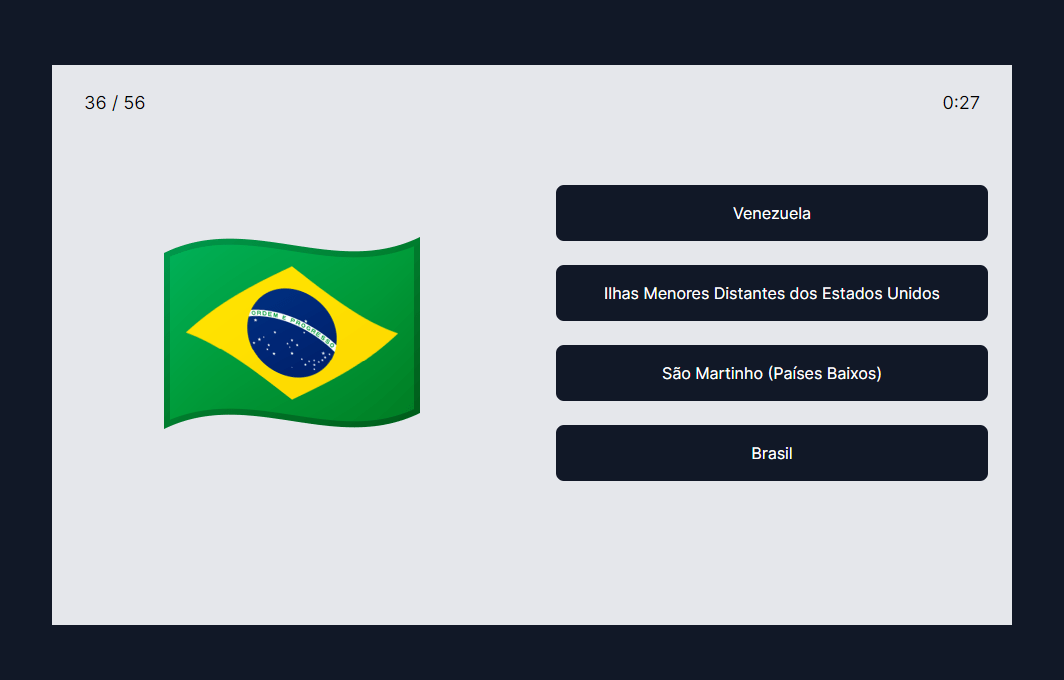 36 / 56
0:27
ORDEM E PROGRESSO
Venezuela
Ilhas Menores Distantes dos Estados Unidos
São Martinho (Países Baixos)
Brasil